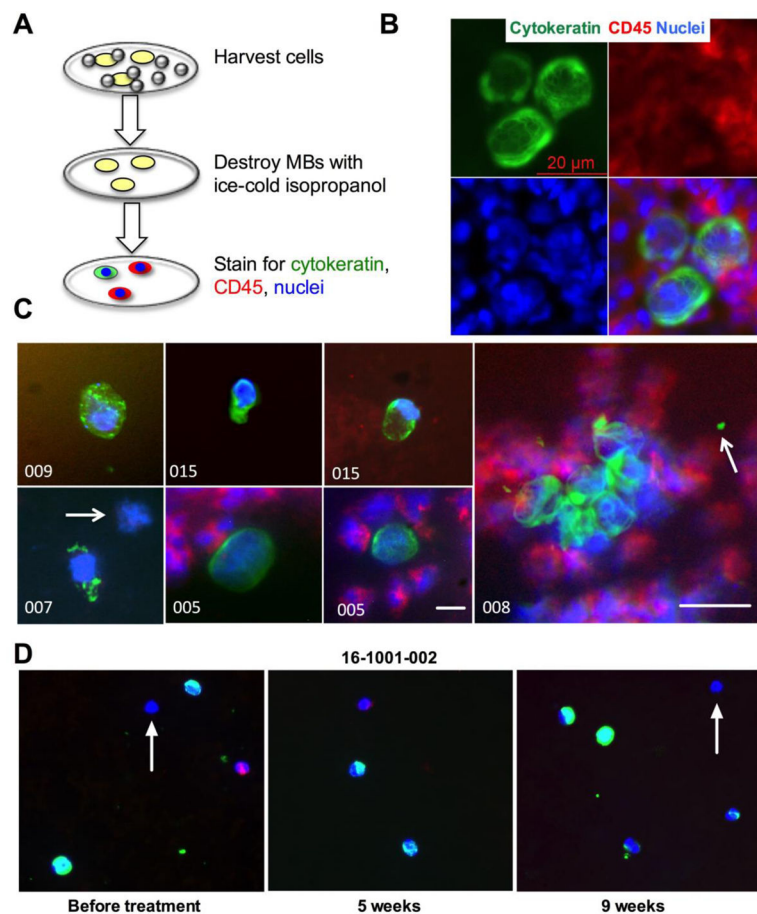 A
Harvest cells
Destroy MBs with
ice-cold isopropanol
Stain for cytokeratin,
CD45, nuclei
B
Cytokeratin CD45 Nuclei
20 µm
C
009
015
015
007
005
005
008
D
16-1001-002
Before treatment
5 weeks
9 weeks